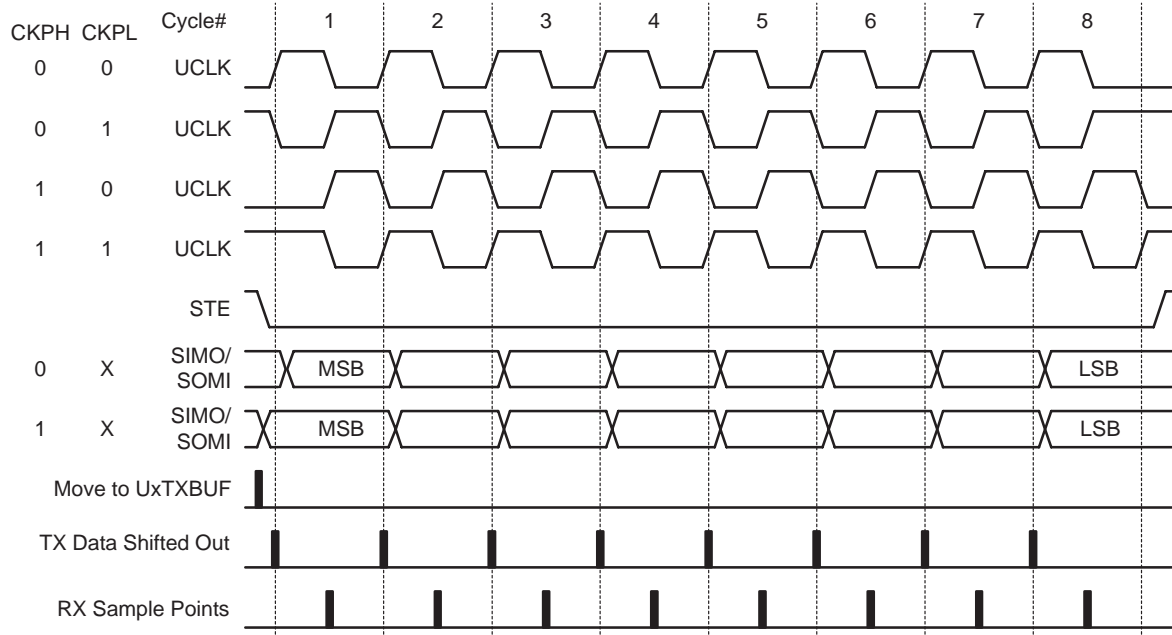 Cycle# 1 2 3 4 5 6 7 8
CKPH CKPL
0 0 UCLK
0 1 UCLK
1 0 UCLK
1 1 UCLK
STE
0 X SIMO/
SOMI MSB LSB
1 X SIMO/
SOMI MSB LSB
Move to UxTXBUF
TX Data Shifted Out
RX Sample Points